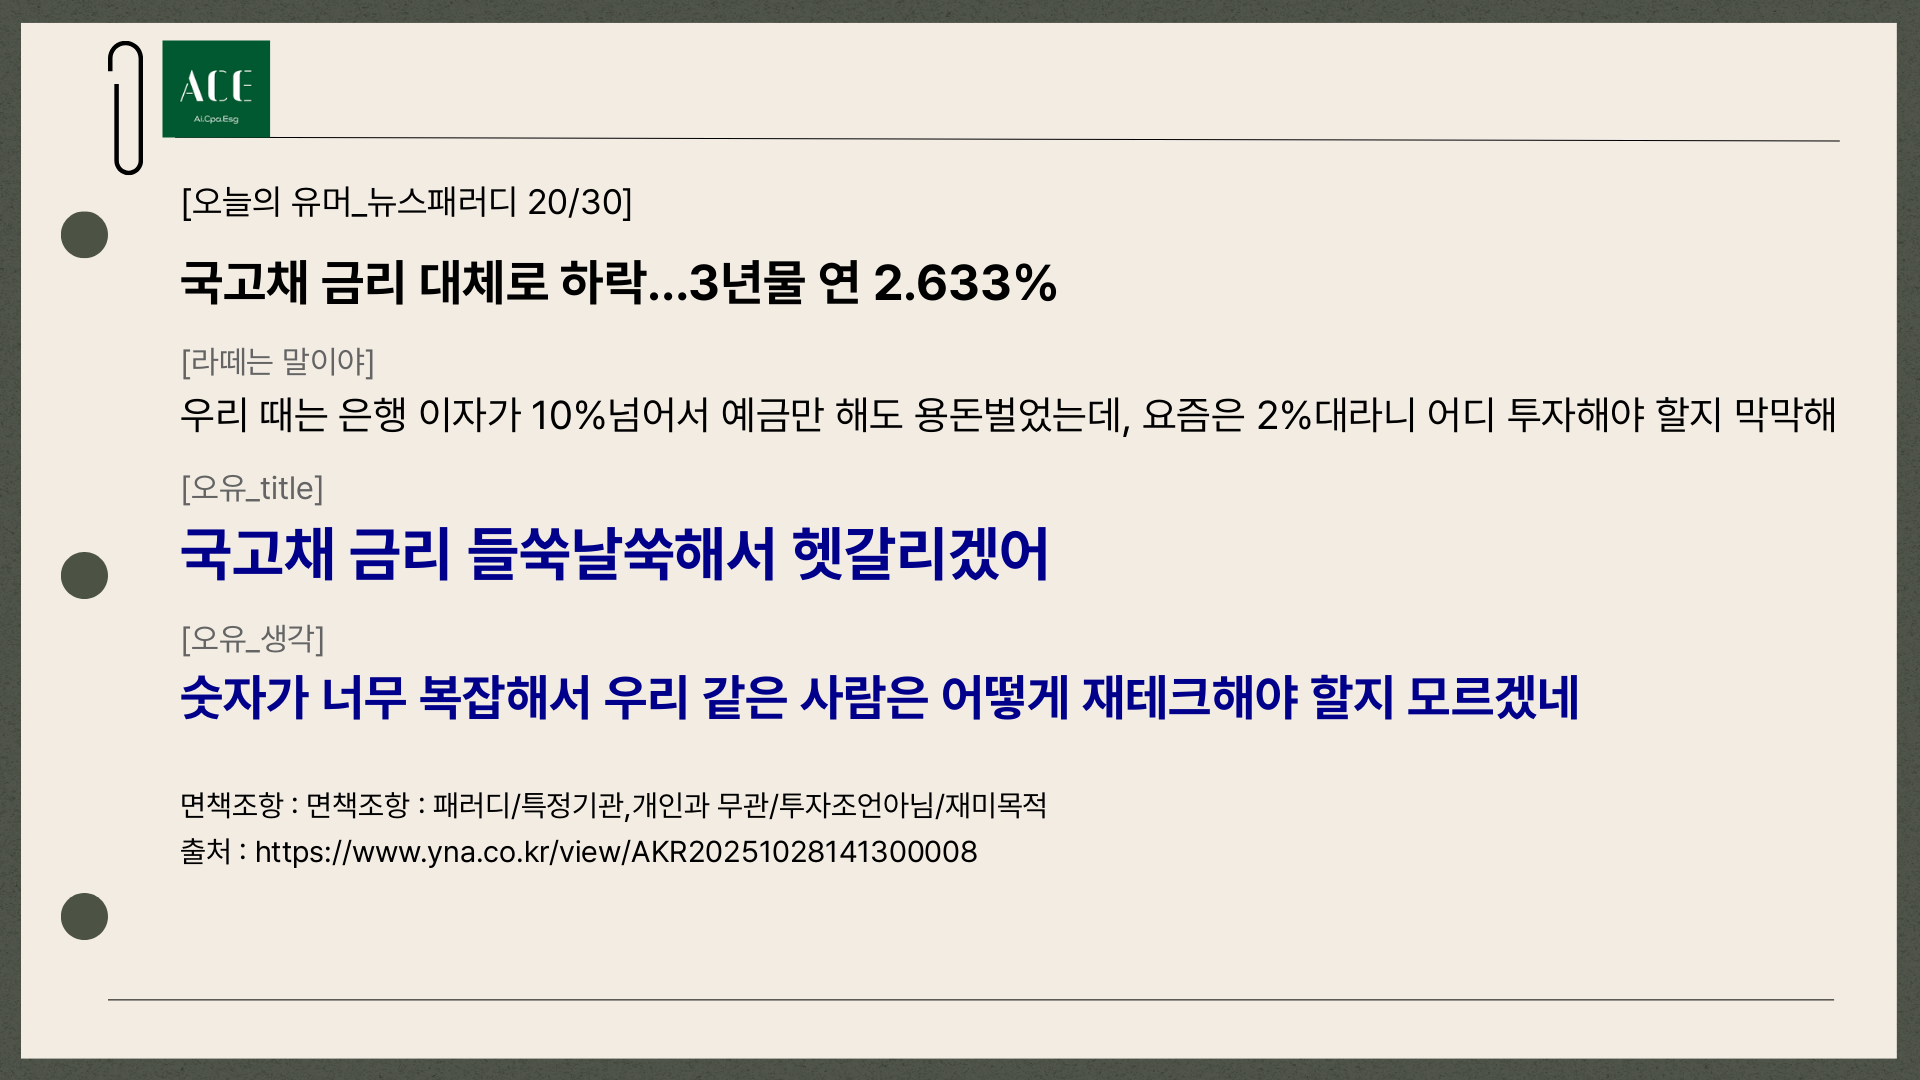 ACE
Ai.Cpa.Esg
[오늘의 유머_뉴스패러디 20/30]
국고채 금리 대체로 하락...3년물 연 2.633%
[라떼는 말이야]
우리 때는 은행 이자가 10%넘어서 예금만 해도 용돈벌었는데, 요즘은 2%대라니 어디 투자해야 할지 막막해
[오유_title]
국고채 금리 들쑥날쑥해서 헷갈리겠어
[오유_생각]
숫자가 너무 복잡해서 우리 같은 사람은 어떻게 재테크해야 할지 모르겠네
면책조항 : 면책조항 : 패러디/특정기관,개인과 무관/투자조언아님/재미목적
출처 : https://www.yna.co.kr/view/AKR20251028141300008